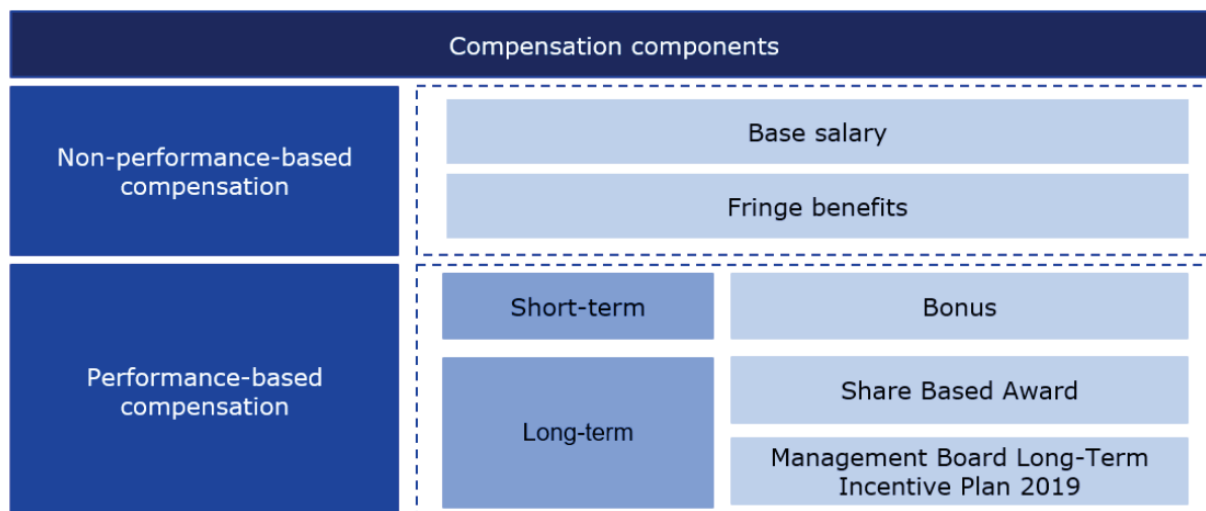 Compensation components
Non-performance-based
compensation
Base salary
Fringe benefits
Performance-based
compensation
Short-term
Bonus
Long-term
Share Based Award
Management Board Long-Term
Incentive Plan 2019